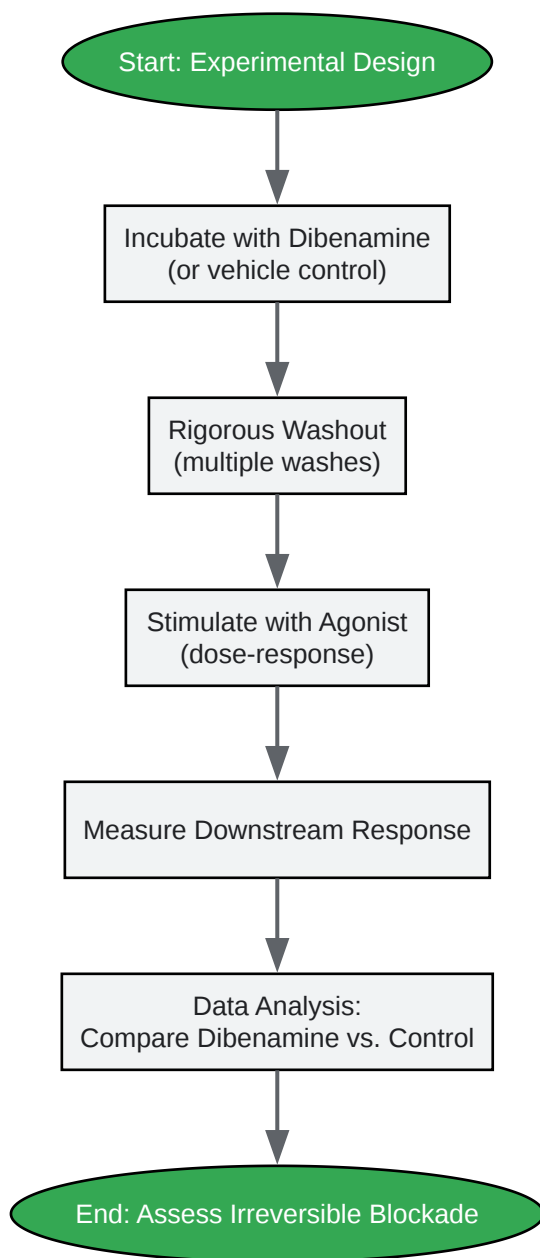 Start: Experimental Design
Incubate with Dibenamine
(or vehicle control)
Rigorous Washout
(multiple washes)
Stimulate with Agonist
(dose-response)
Measure Downstream Response
Data Analysis:
Compare Dibenamine vs. Control
End: Assess Irreversible Blockade